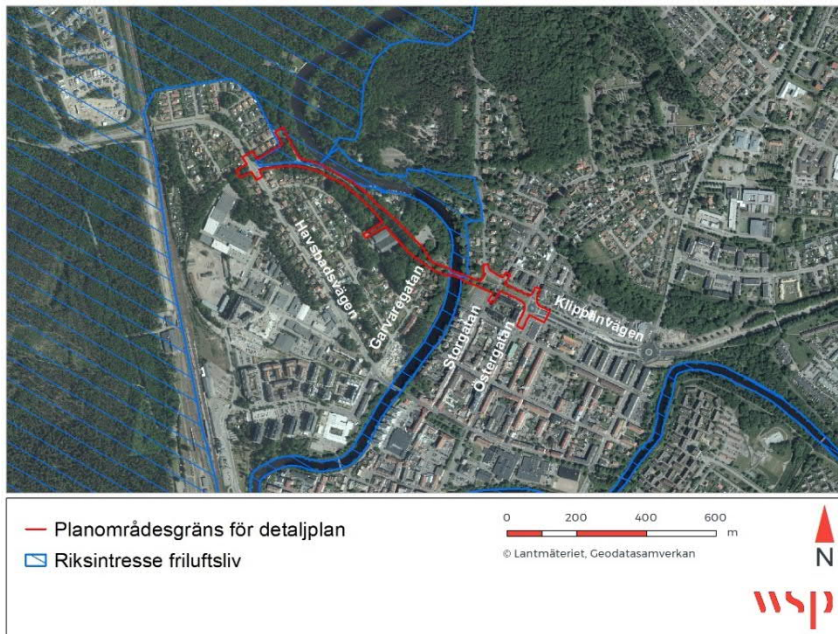 Havsbadsvägen
Garvaregatan
Storgatan
Östergatan
Klippanvägen
Planområdesgräns för detaljplan
Riksintresse friluftsliv
0 200 400 600
m
© Lantmäteriet, Geodatasamverkan
N
wsp